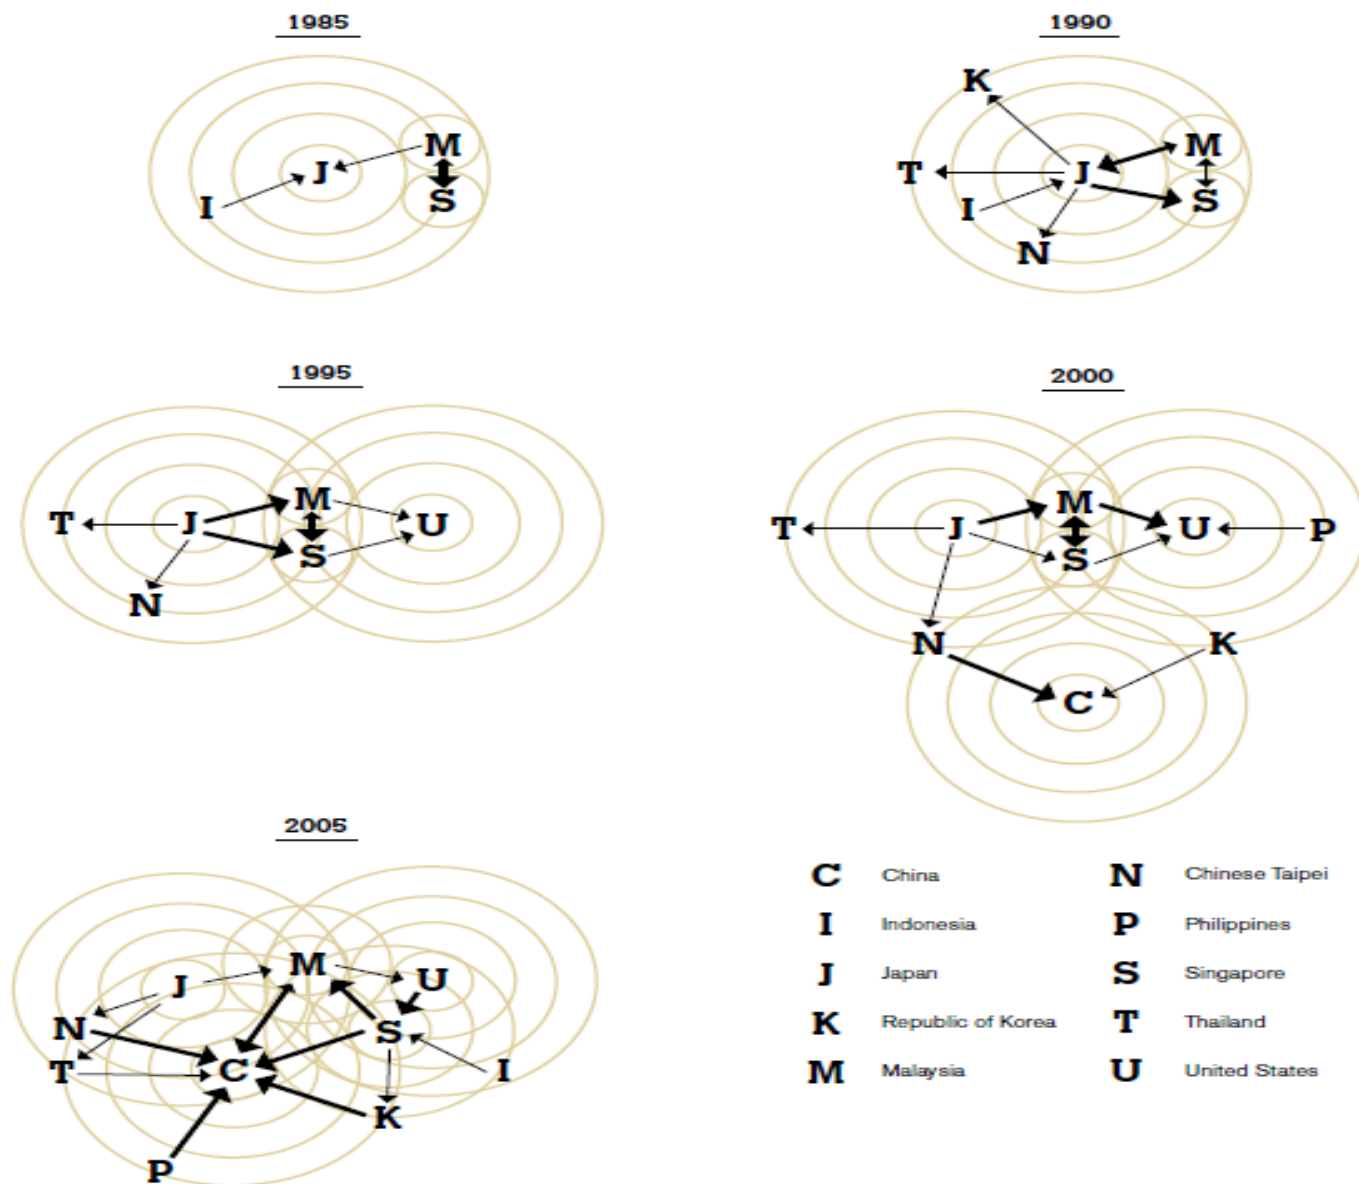 1985
M
J
S
I
1990
K
M
T
J
I
S
N
1995
M
T
J
U
S
N
2000
M
T
J
U
P
S
N
K
C
2005
M
J
U
N
S
T
C
I
K
P
C China
N Chinese Taipei
I Indonesia
P Philippines
J Japan
S Singapore
K Republic of Korea
T Thailand
M Malaysia
U United States